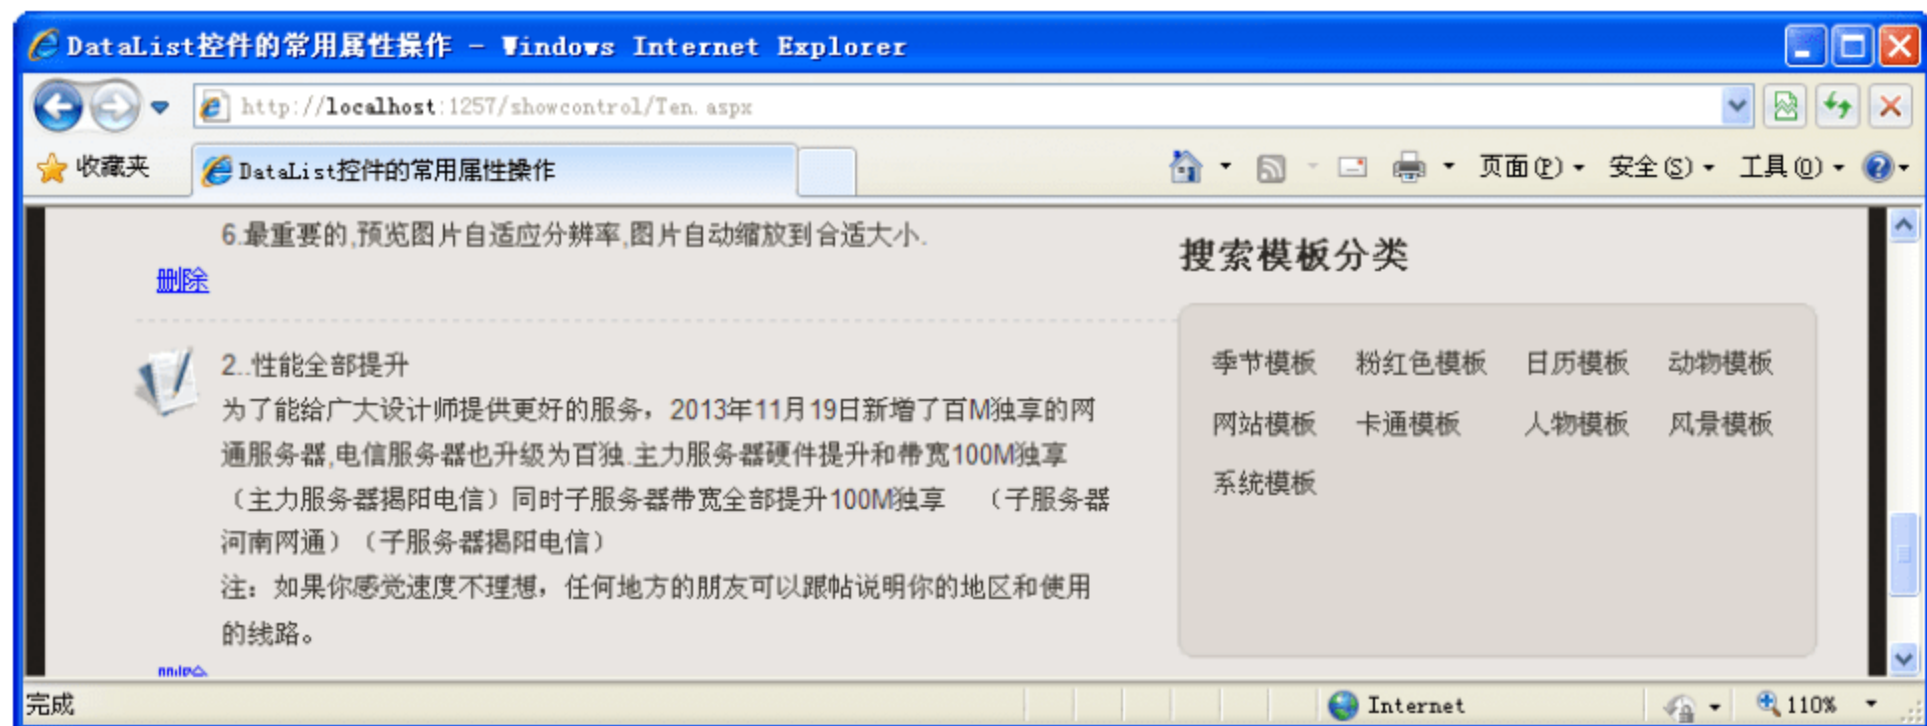 DataList控件的常用属性操作 - Windows Internet Explorer
http://localhost:1257/showcontrol/Ten.aspx
收藏夹 DataList控件的常用属性操作 页面(P) 安全(S) 工具(O)
6.最重要的,预览图片自适应分辨率,图片自动缩放到合适大小.
删除
2..性能全部提升
为了能给广大设计师提供更好的服务，2013年11月19日新增了百M独享的网
通服务器,电信服务器也升级为百独.主力服务器硬件提升和带宽100M独享
（主力服务器揭阳电信）同时子服务器带宽全部提升100M独享 （子服务器
河南网通）（子服务器揭阳电信）
注：如果你感觉速度不理想，任何地方的朋友可以跟帖说明你的地区和使用
的线路。
搜索模板分类
季节模板 粉红色模板 日历模板 动物模板
网站模板 卡通模板 人物模板 风景模板
系统模板
完成 Internet 110%